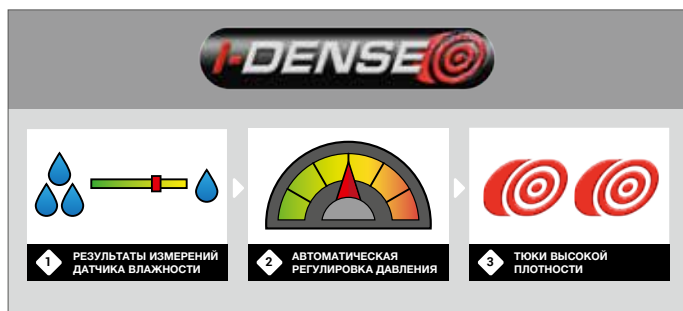 I-DENSE
1
РЕЗУЛЬТАТЫ ИЗМЕРЕНИЙ
ДАТЧИКА ВЛАЖНОСТИ
2
АВТОМАТИЧЕСКАЯ
РЕГУЛИРОВКА ДАВЛЕНИЯ
3
ТЮКИ ВЫСОКОЙ
ПЛОТНОСТИ